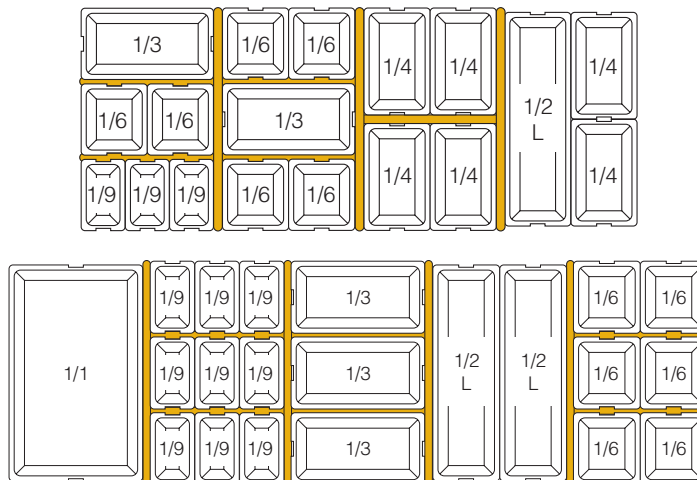 1/3 1/6 1/6 1/4 1/4 1/2 L 1/4
1/6 1/6 1/3
1/9 1/9 1/9 1/6 1/6 1/4 1/4 1/4
1/1 1/9 1/9 1/9 1/3 1/2 L 1/2 L 1/6 1/6
1/9 1/9 1/9 1/3 1/6 1/6
1/9 1/9 1/9 1/3 1/6 1/6